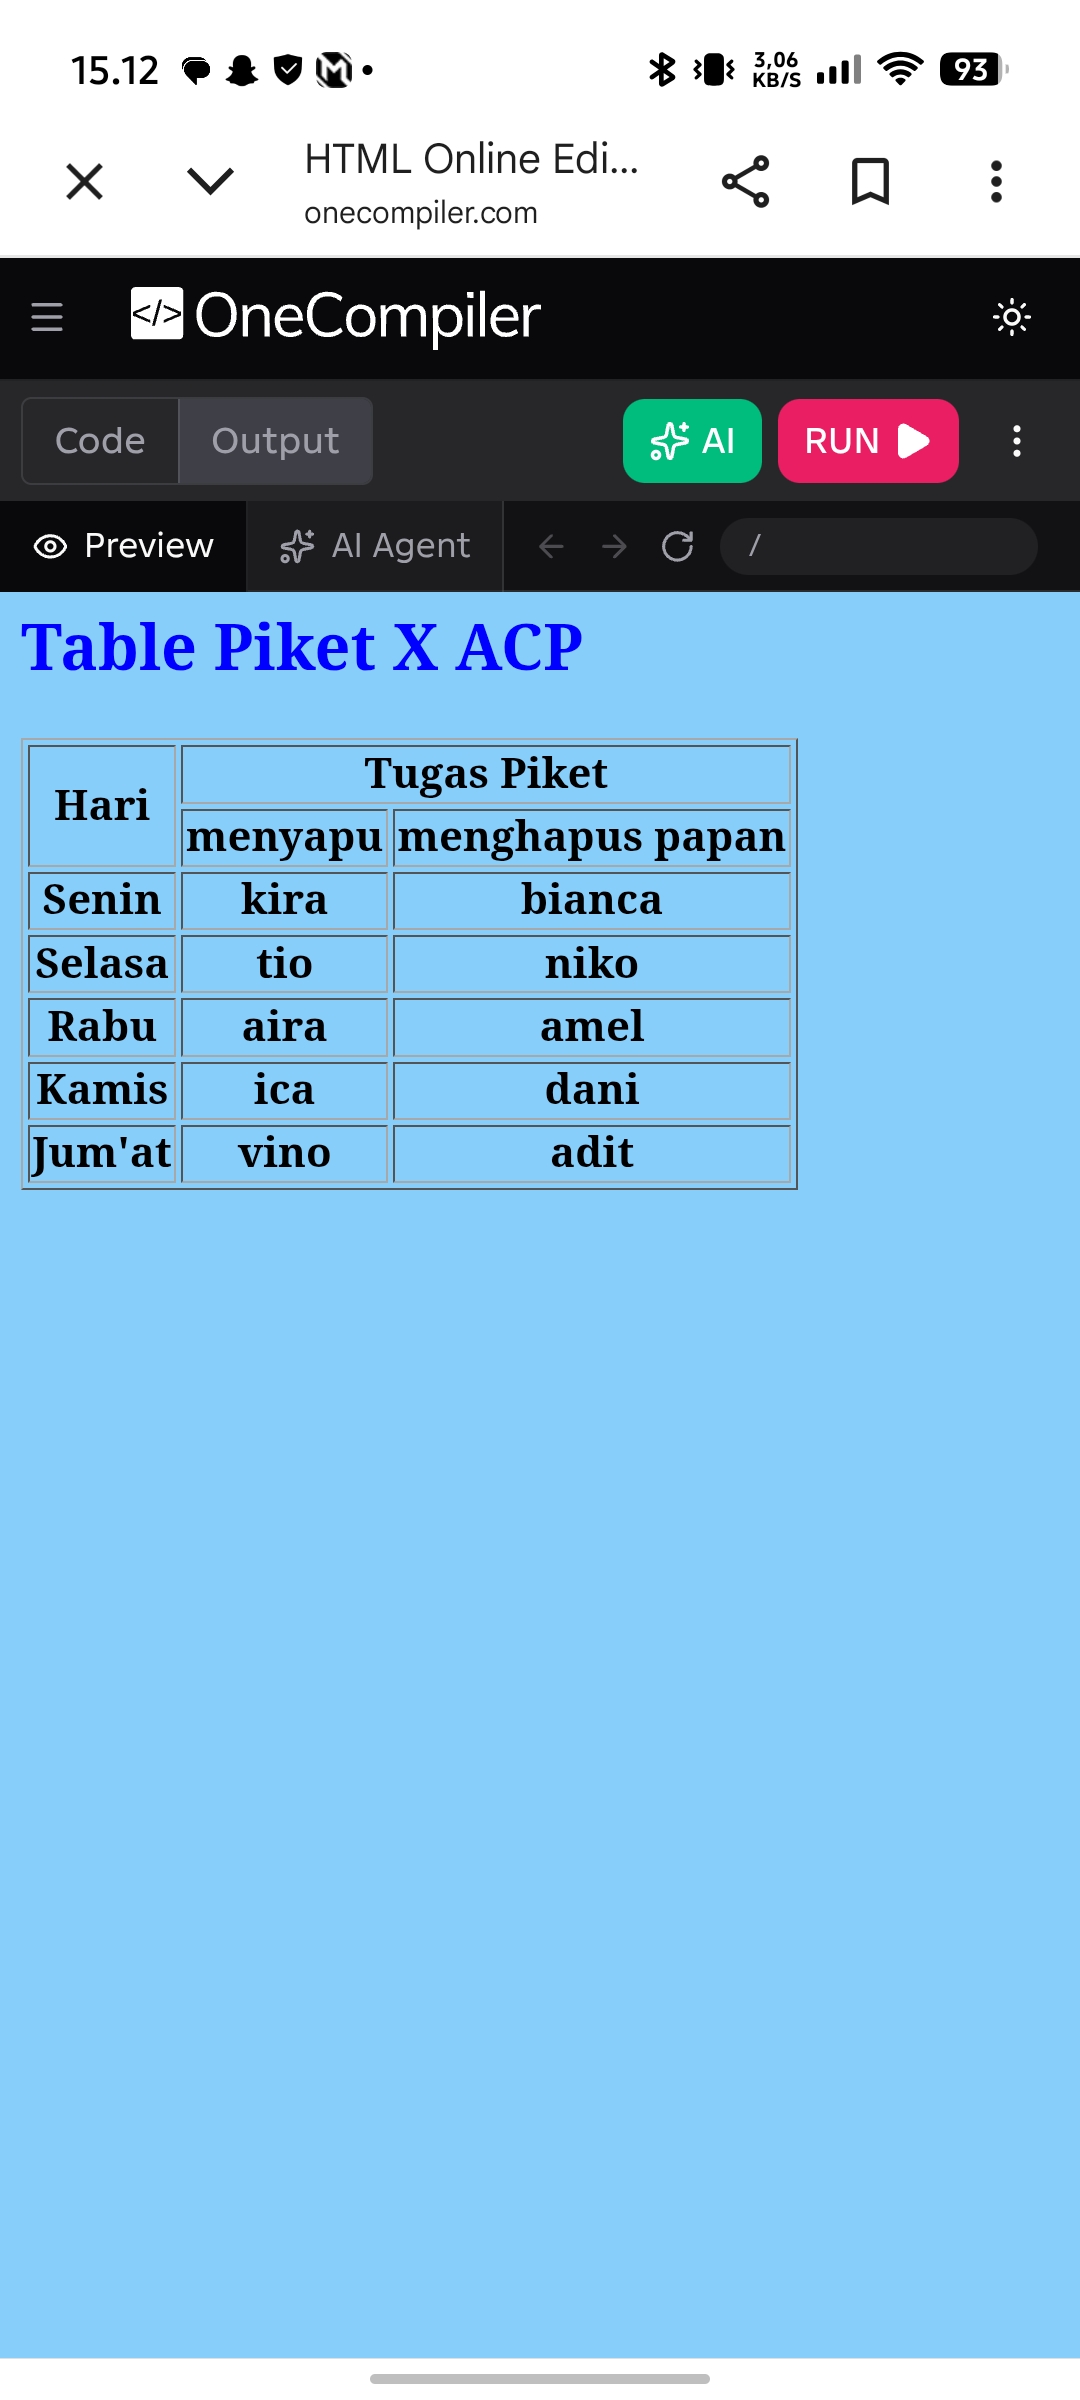 15.12 3,06 KB/S 93
HTML Online Edi...
onecompiler.com
</> OneCompiler
Code Output AI RUN
Preview AI Agent /
Table Piket X ACP
Hari Tugas Piket
menyapu menghapus papan
Senin kira bianca
Selasa tio niko
Rabu aira amel
Kamis ica dani
Jum'at vino adit